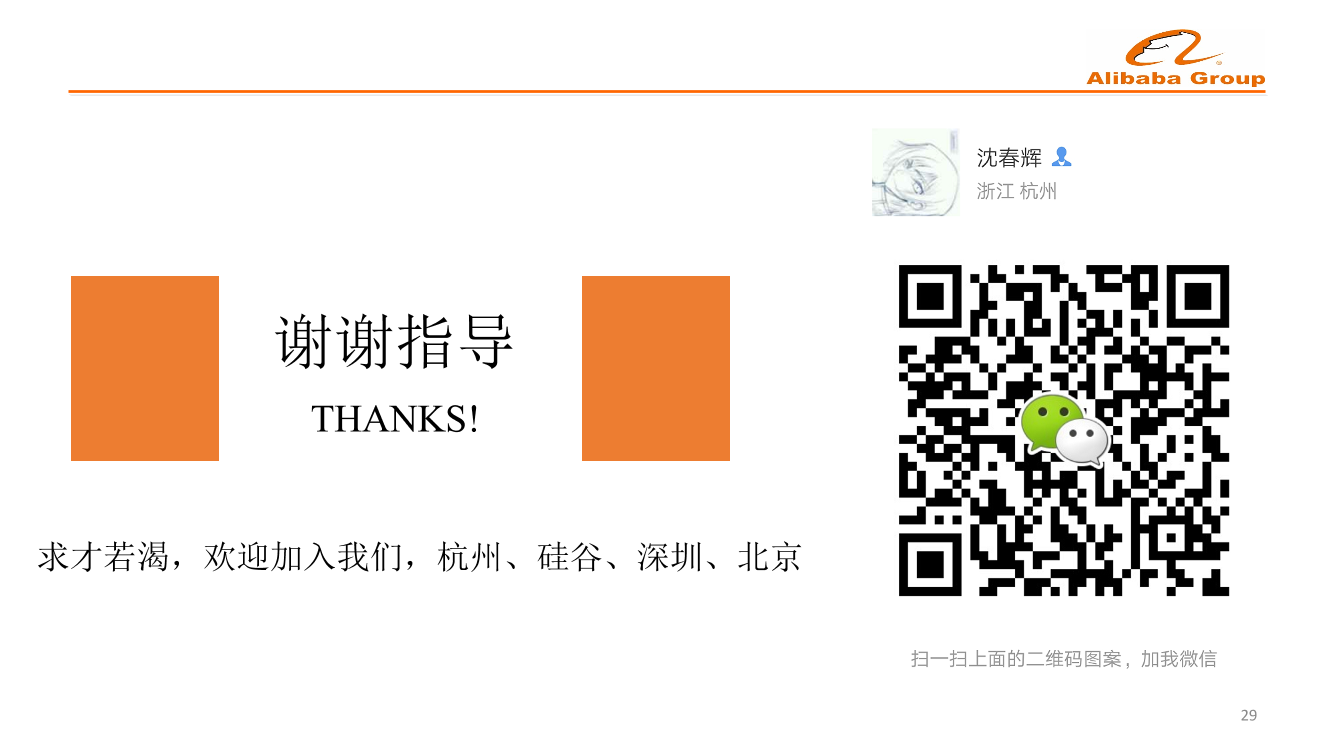 Alibaba Group
沈春辉
浙江 杭州
谢谢指导
THANKS!
求才若渴，欢迎加入我们，杭州、硅谷、深圳、北京
扫一扫上面的二维码图案，加我微信
29